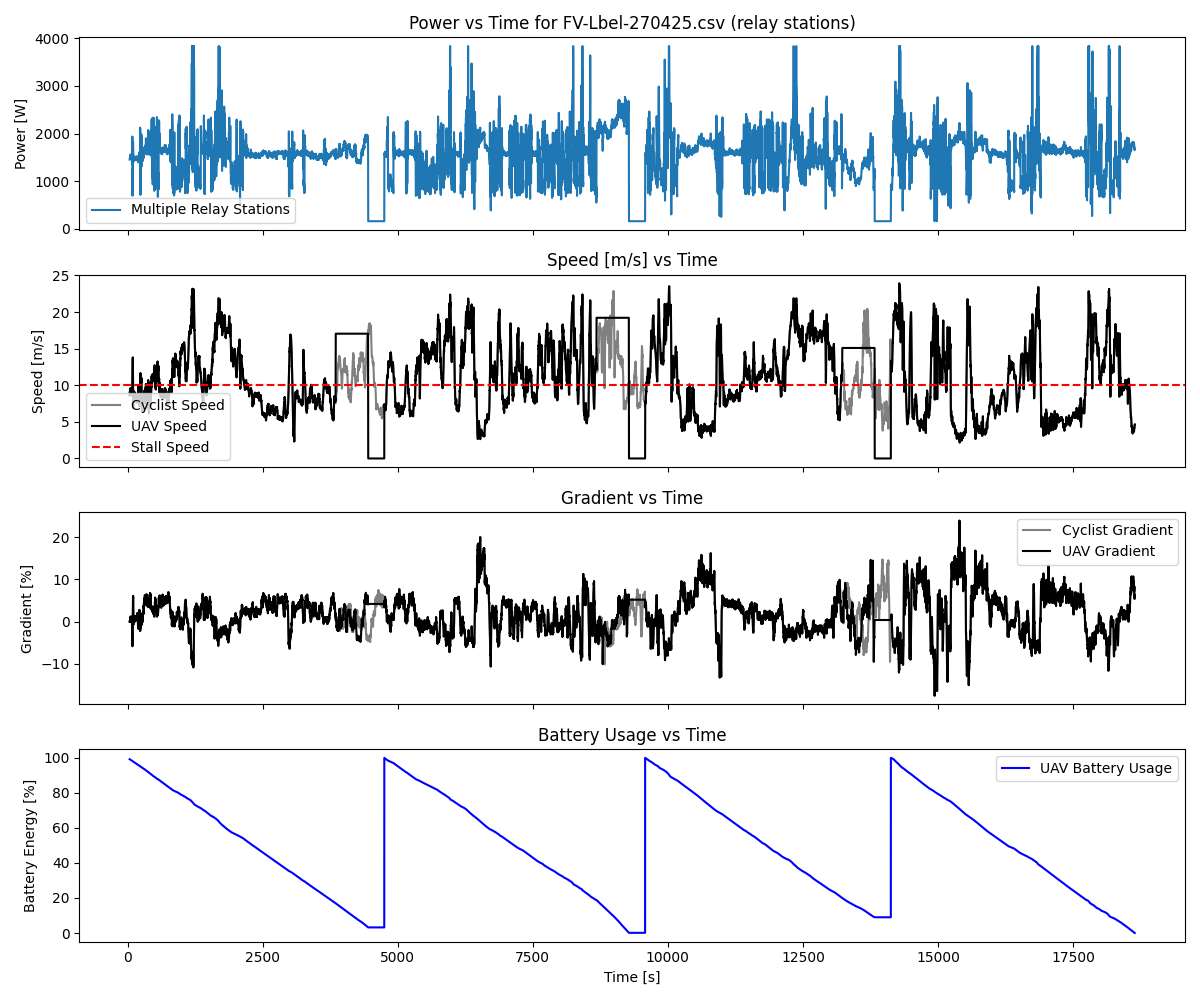 Power vs Time for FV-Lbel-270425.csv (relay stations)
4000
3000
2000
1000
0
Power [W]
Multiple Relay Stations
Speed [m/s] vs Time
25
20
15
10
5
0
Speed [m/s]
Cyclist Speed
UAV Speed
Stall Speed
Gradient vs Time
20
10
0
−10
Gradient [%]
Cyclist Gradient
UAV Gradient
Battery Usage vs Time
100
80
60
40
20
0
Battery Energy [%]
UAV Battery Usage
0 2500 5000 7500 10000 12500 15000 17500
Time [s]